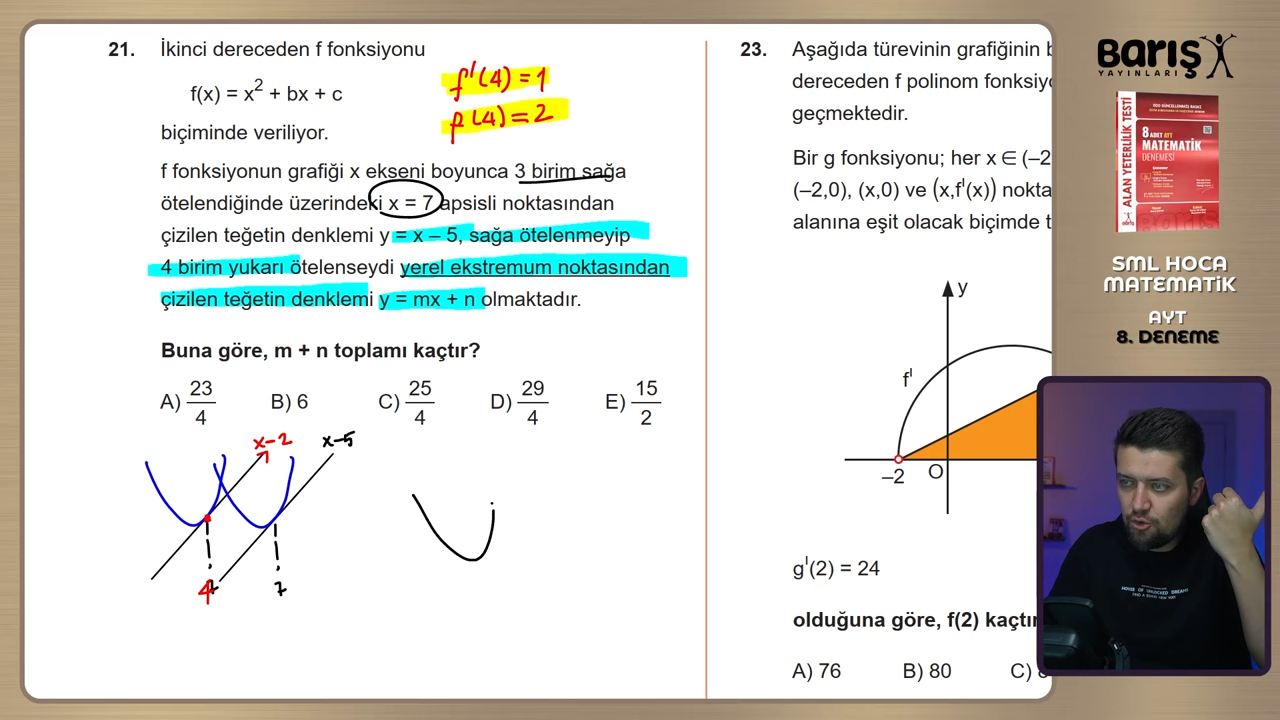 21. İkinci dereceden f fonksiyonu
f(x) = x² + bx + c
biçiminde veriliyor.
f'(4) = 1
f(4) = 2
f fonksiyonun grafiği x ekseni boyunca 3 birim sağa
ötelendiğinde üzerindeki x = 7 apsisli noktasından
çizilen teğetin denklemi y = x – 5, sağa ötelenmeyip
4 birim yukarı ötelenseydi yerel ekstremum noktasından
çizilen teğetin denklemi y = mx + n olmaktadır.
Buna göre, m + n toplamı kaçtır?
A) 23/4 B) 6 C) 25/4 D) 29/4 E) 15/2
x-2 x-5
4 7
23. Aşağıda türevinin grafiğinin
dereceden f polinom
geçmektedir.
Bir g fonksiyonu; her x ∈ (–2
(–2,0), (x,0) ve (x,f'(x))
alanına eşit olacak biçimde
y
f'
–2 O
g'(2) = 24
olduğuna göre, f(2)
A) 76 B) 80 C)
BARIŞ
YAYINLARI
ALAN YETERLİLİK TESTİ
8 ADET AYT
MATEMATİK
DENEMESİ
SML HOCA
MATEMATİK
AYT
8. DENEME